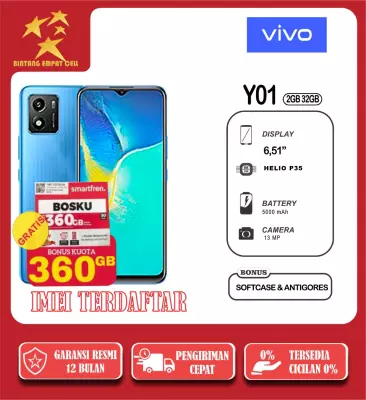 BINTANG EMPAT CELL
vivo
Y01 2GB 32GB
DISPLAY
6,51”
HELIO P35
BATTERY
5000 mAh
CAMERA
13 MP
BONUS
SOFTCASE & ANTIGORES
smartfren.
BOSKU
360GB
GRATIS
BONUS KUOTA
360GB
IMEI TERDAFTAR
GARANSI RESMI
12 BULAN
PENGIRIMAN
CEPAT
0%
TERSEDIA
CICILAN 0%